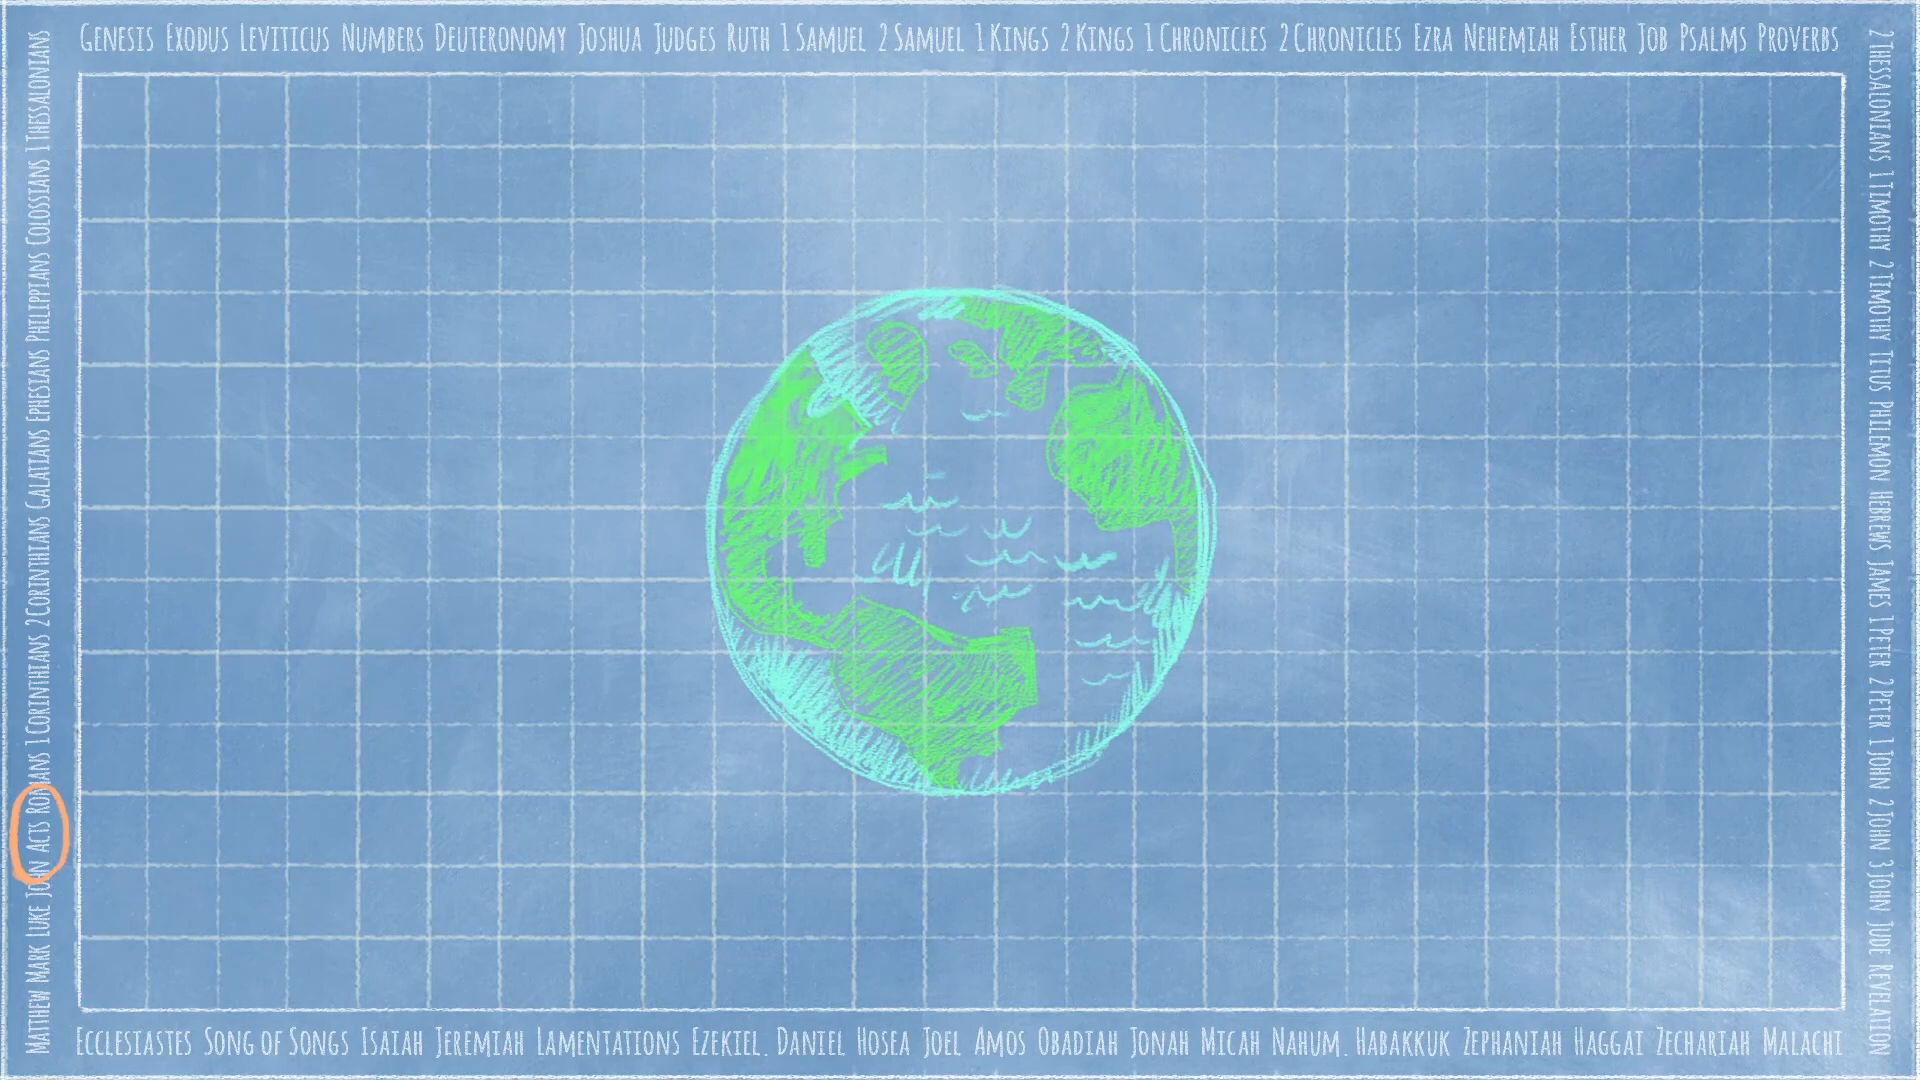 Genesis Exodus Leviticus Numbers Deuteronomy Joshua Judges Ruth 1 Samuel 2 Samuel 1 Kings 2 Kings 1 Chronicles 2 Chronicles Ezra Nehemiah Esther Job Psalms Proverbs
Ecclesiastes Song of Songs Isaiah Jeremiah Lamentations Ezekiel. Daniel Hosea Joel Amos Obadiah Jonah Micah Nahum. Habakkuk Zephaniah Haggai Zechariah Malachi
Matthew Mark Luke John Acts Romans 1 Corinthians 2 Corinthians Galatians Ephesians Philippians Colossians 1 Thessalonians
2 Thessalonians 1 Timothy 2 Timothy Titus Philemon Hebrews James 1 Peter 2 Peter 1 John 2 John 3 John Jude Revelation